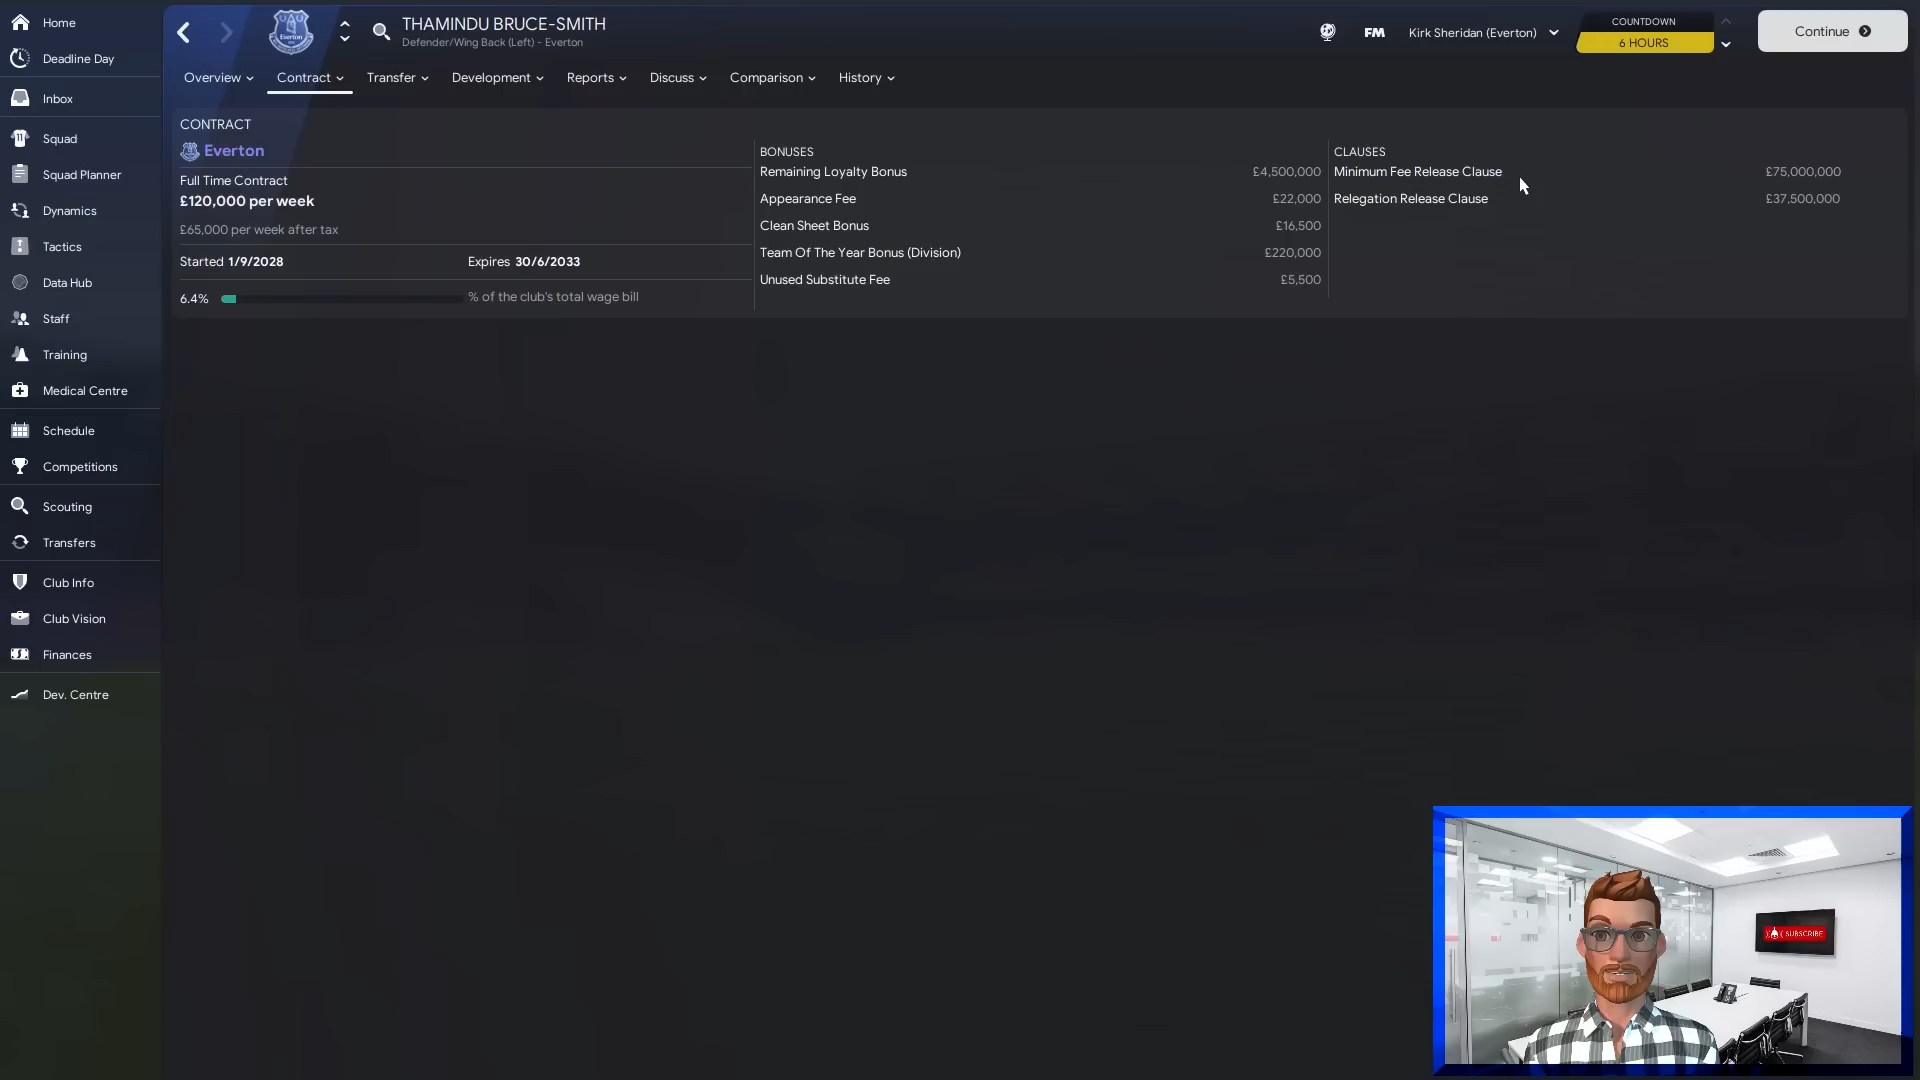 Home
Deadline Day
Inbox
Squad
Squad Planner
Dynamics
Tactics
Data Hub
Staff
Training
Medical Centre
Schedule
Competitions
Scouting
Transfers
Club Info
Club Vision
Finances
Dev. Centre
Everton
THAMINDU BRUCE-SMITH
Defender/Wing Back (Left) - Everton
FM
Kirk Sheridan (Everton)
COUNTDOWN
6 HOURS
Continue
Overview
Contract
Transfer
Development
Reports
Discuss
Comparison
History
CONTRACT
Everton
Full Time Contract
£120,000 per week
£65,000 per week after tax
Started 1/9/2028
Expires 30/6/2033
6.4%
% of the club's total wage bill
BONUSES
Remaining Loyalty Bonus £4,500,000
Appearance Fee £22,000
Clean Sheet Bonus £16,500
Team Of The Year Bonus (Division) £220,000
Unused Substitute Fee £5,500
CLAUSES
Minimum Fee Release Clause £75,000,000
Relegation Release Clause £37,500,000
SUBSCRIBE